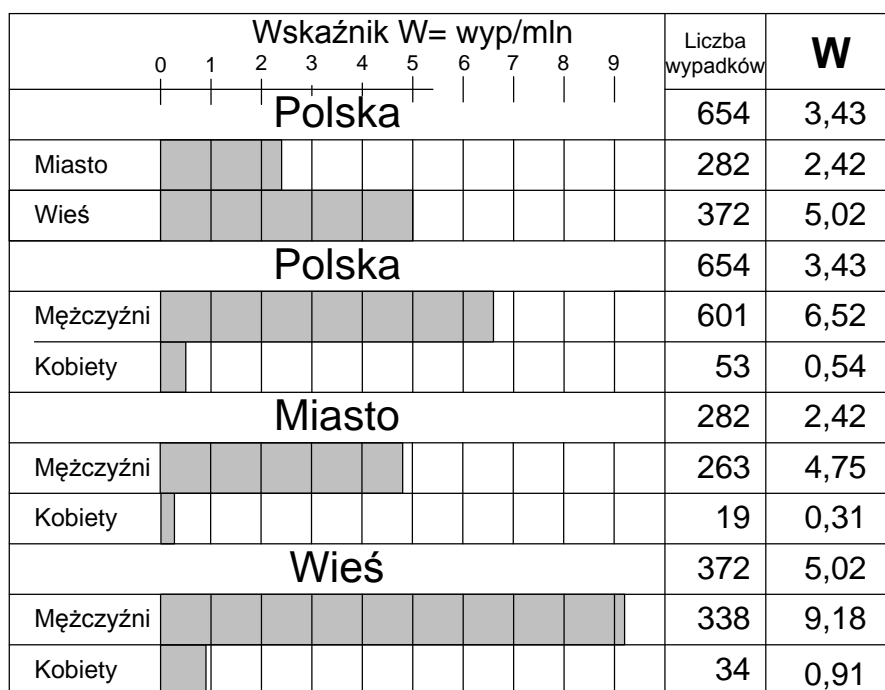 Wskaźnik W= wyp/mln
Liczba wypadków
W
0 1 2 3 4 5 6 7 8 9
Polska 654 3,43
Miasto 282 2,42
Wieś 372 5,02
Polska 654 3,43
Mężczyźni 601 6,52
Kobiety 53 0,54
Miasto 282 2,42
Mężczyźni 263 4,75
Kobiety 19 0,31
Wieś 372 5,02
Mężczyźni 338 9,18
Kobiety 34 0,91